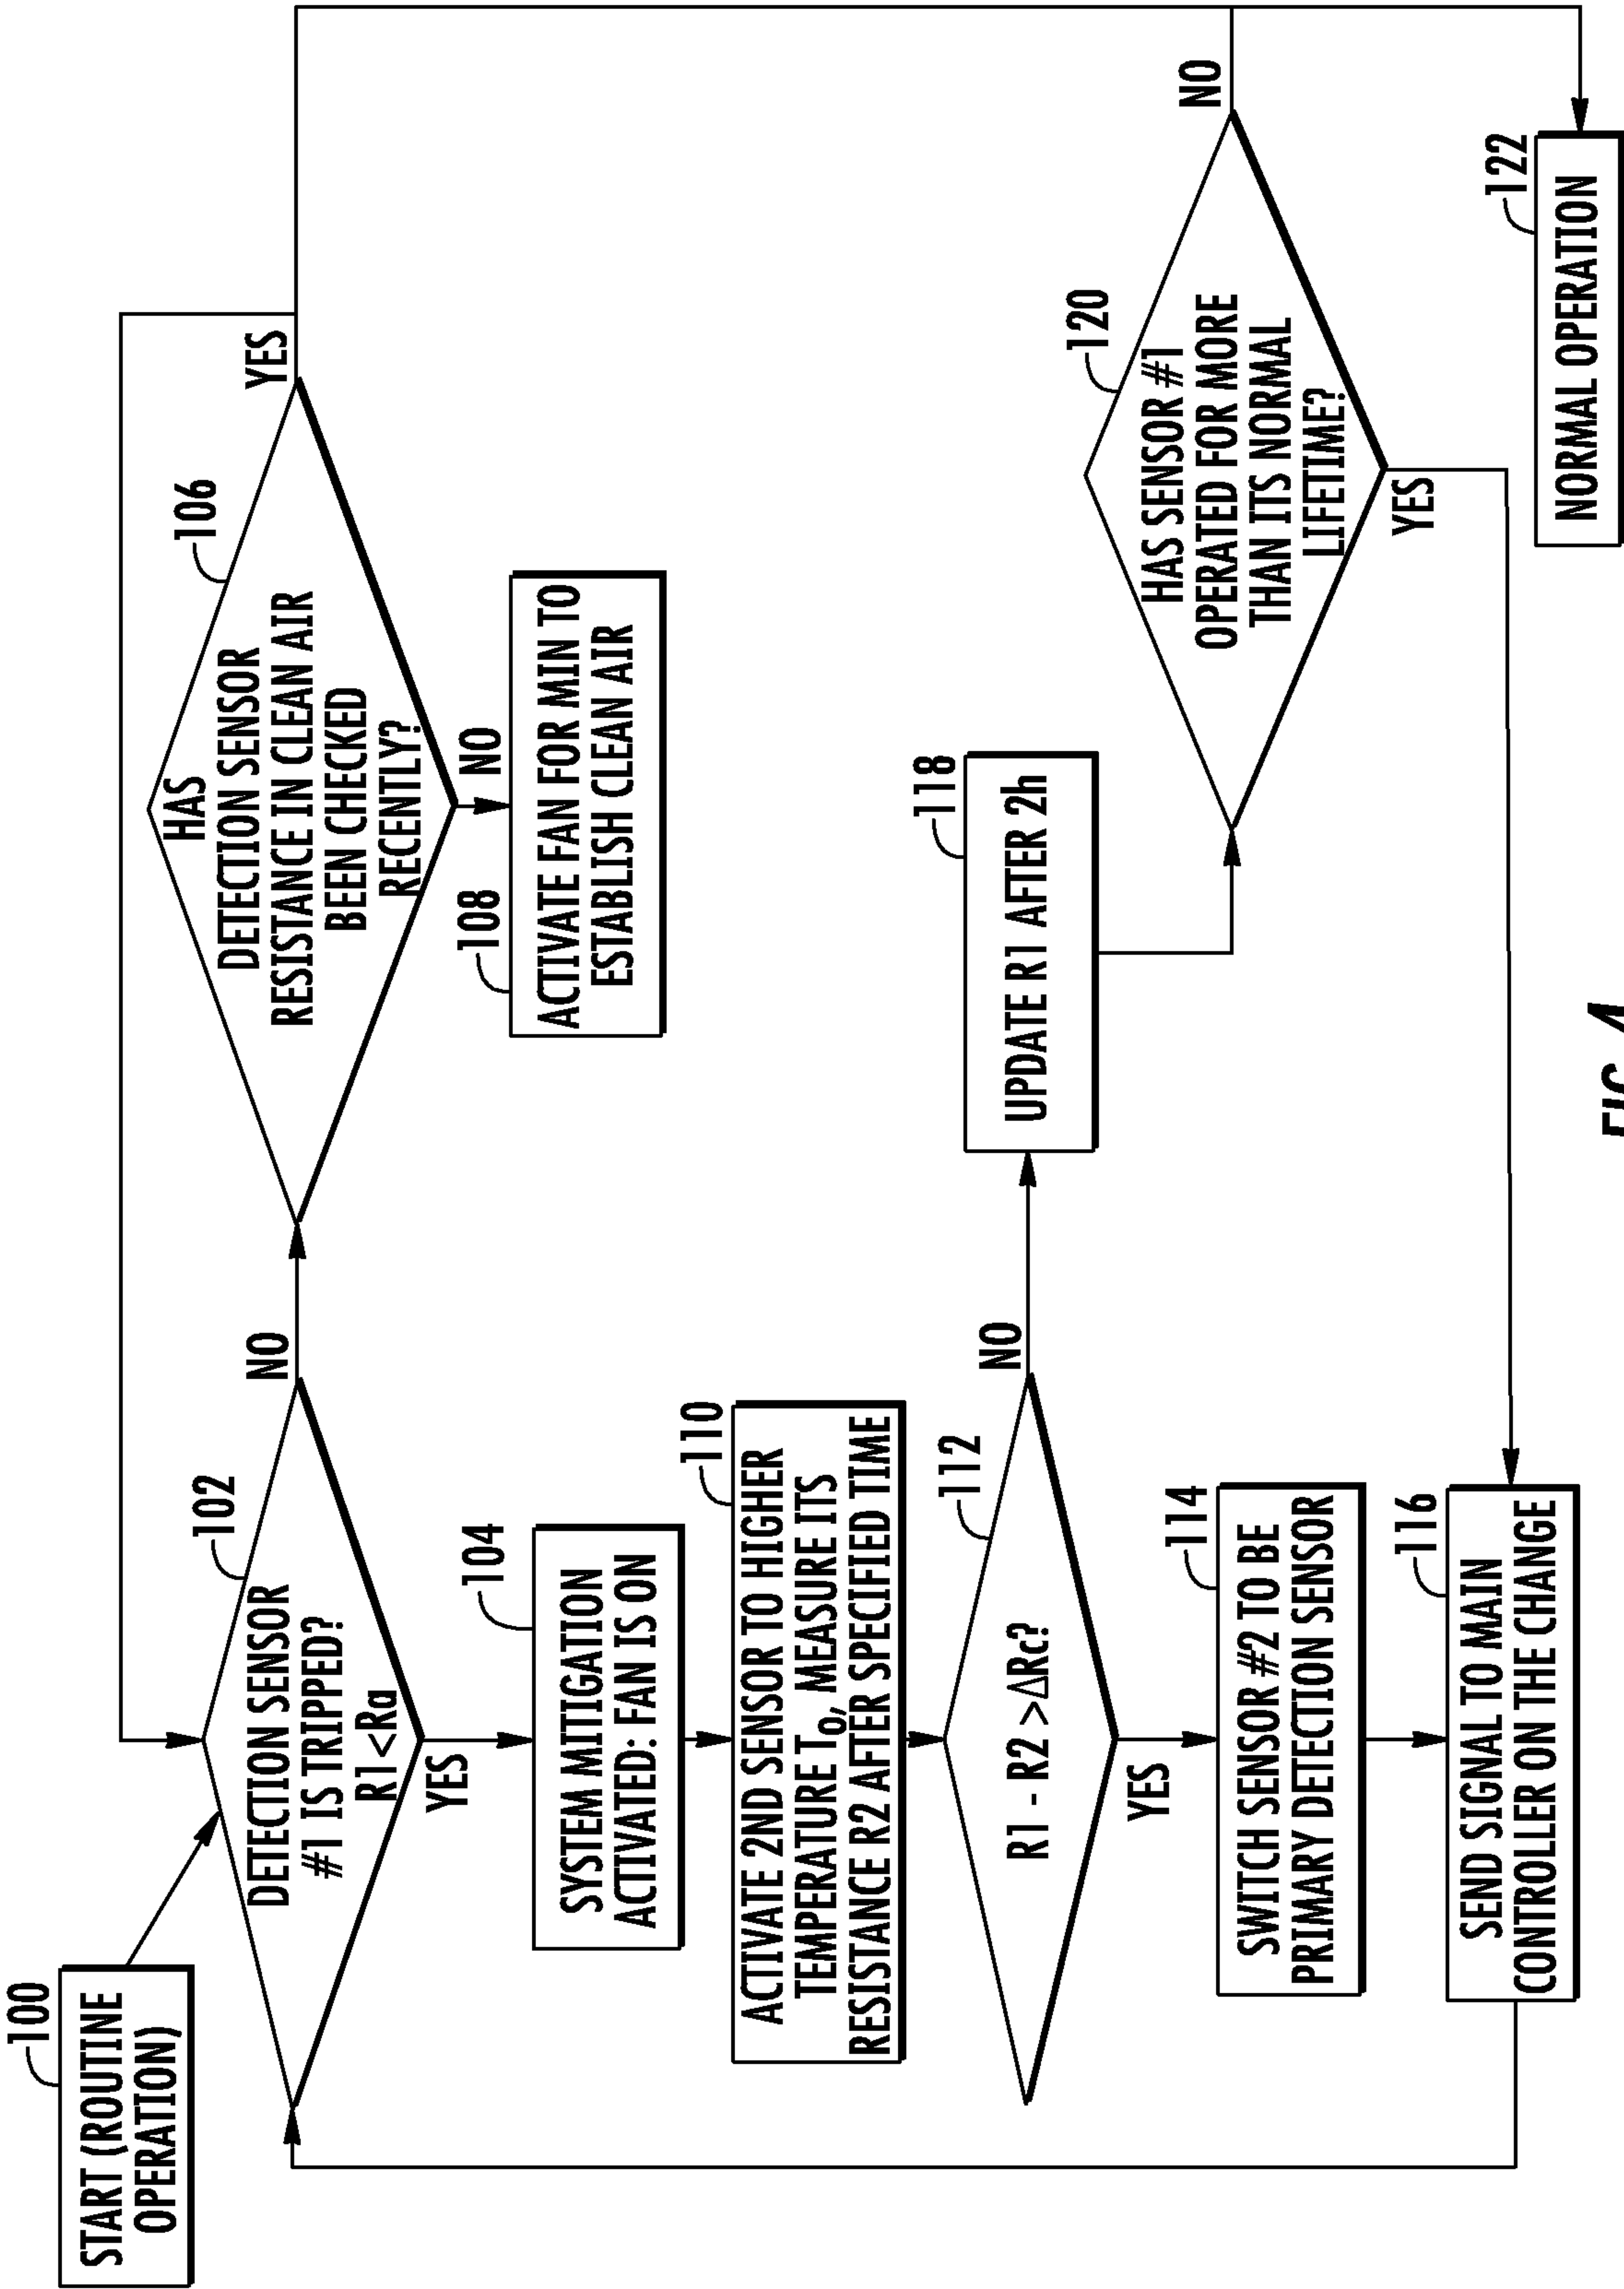 100
START (ROUTINE
OPERATION)
102
DETECTION SENSOR
#1 IS TRIPPED?
R1<Ra
NO
YES
104
SYSTEM MITIGATION
ACTIVATED: FAN IS ON
106
HAS
DETECTION SENSOR
RESISTANCE IN CLEAN AIR
BEEN CHECKED
RECENTLY?
YES
NO
108
ACTIVATE FAN FOR MIN TO
ESTABLISH CLEAN AIR
110
ACTIVATE 2ND SENSOR TO HIGHER
TEMPERATURE To, MEASURE ITS
RESISTANCE R2 AFTER SPECIFIED TIME
112
R1 - R2 >ΔRc?
NO
YES
114
SWITCH SENSOR #2 TO BE
PRIMARY DETECTION SENSOR
116
SEND SIGNAL TO MAIN
CONTROLLER ON THE CHANGE
118
UPDATE R1 AFTER 2h
120
HAS SENSOR #1
OPERATED FOR MORE
THAN ITS NORMAL
LIFETIME?
NO
YES
122
NORMAL OPERATION
FIG. 4